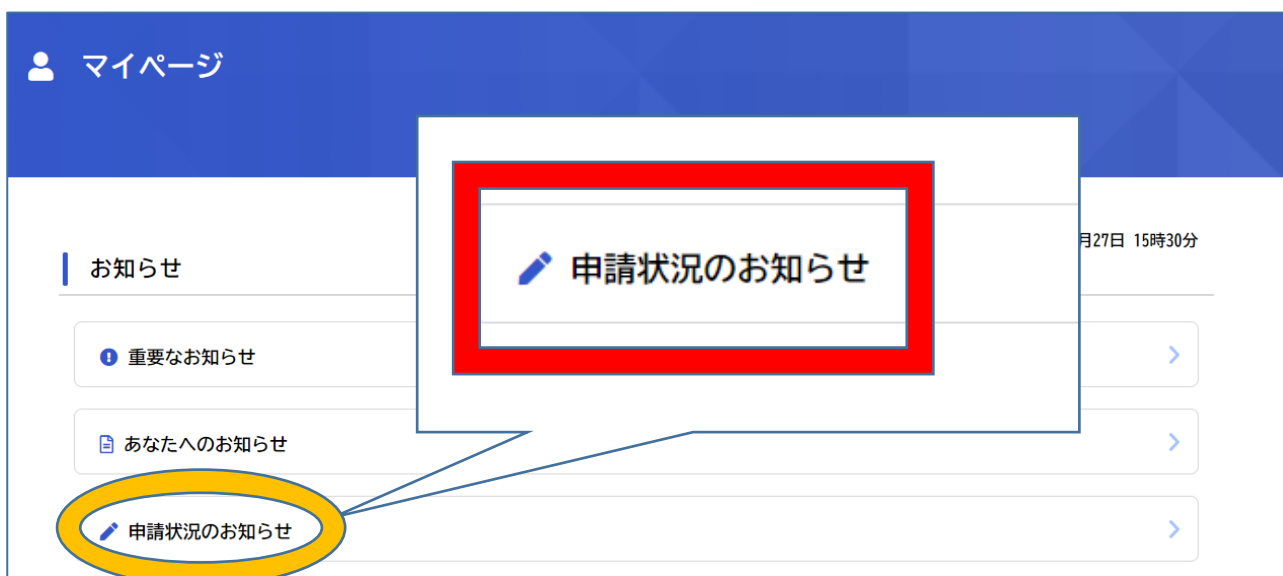 マイページ
申請状況のお知らせ
月27日 15時30分
お知らせ
重要なお知らせ
あなたへのお知らせ
申請状況のお知らせ